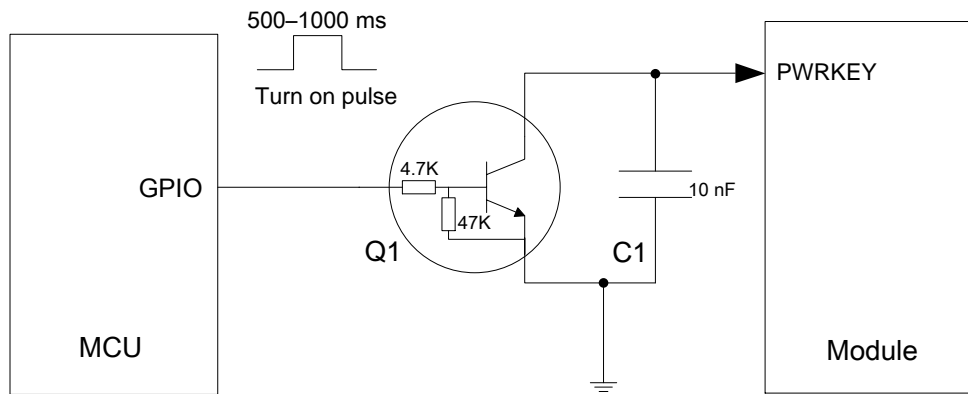 500–1000 ms
Turn on pulse
PWRKEY
4.7K
GPIO
10 nF
47K
Q1
C1
MCU
Module